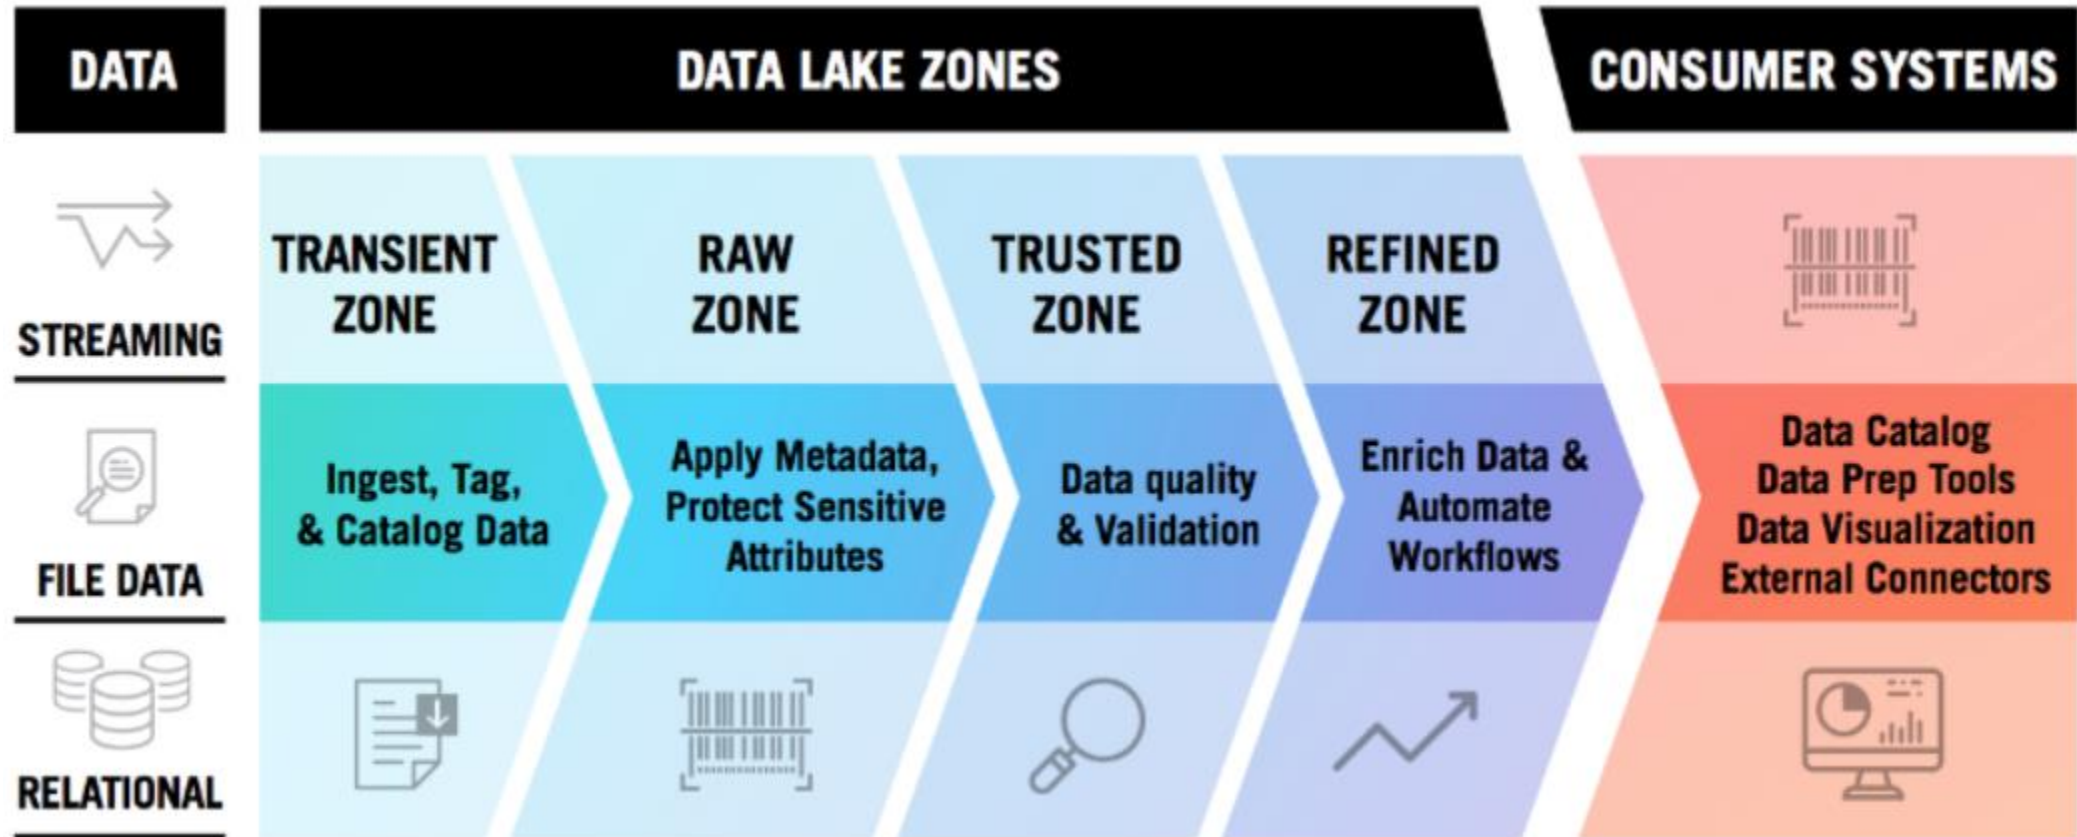 DATA
DATA LAKE ZONES
CONSUMER SYSTEMS
STREAMING
FILE DATA
RELATIONAL
TRANSIENT
ZONE
Ingest, Tag,
& Catalog Data
RAW
ZONE
Apply Metadata,
Protect Sensitive
Attributes
TRUSTED
ZONE
Data quality
& Validation
REFINED
ZONE
Enrich Data &
Automate
Workflows
Data Catalog
Data Prep Tools
Data Visualization
External Connectors